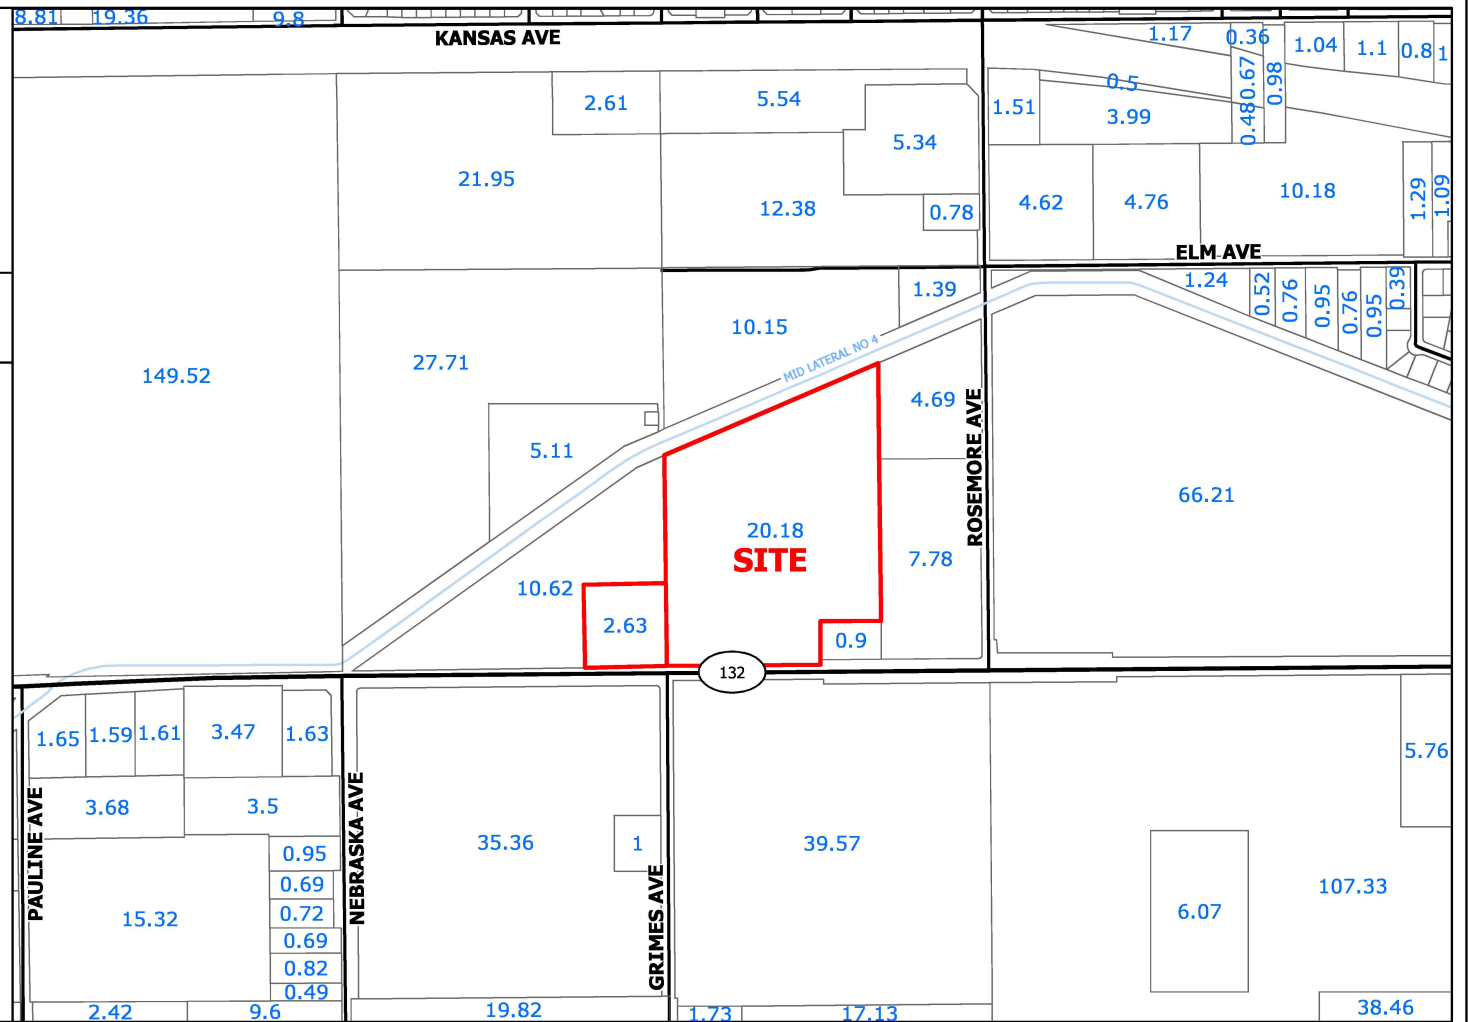 8.81 19.36 9.8
KANSAS AVE
1.17 0.36 1.04 1.1 0.8 1
2.61 5.54 5.34
1.51 0.5 3.99 0.67 0.48 0.98
21.95 12.38 0.78
4.62 4.76 10.18 1.29 1.09
ELM AVE
1.39 1.24 0.52 0.76 0.95 0.76 0.95 0.39
10.15
MID LATERAL NO 4
149.52 27.71 4.69
ROSEMORE AVE
5.11 66.21
20.18
SITE
7.78
10.62
2.63 0.9
132
1.65 1.59 1.61 3.47 1.63
5.76
3.68 3.5
PAULINE AVE
NEBRASKA AVE
35.36 1 39.57
0.95
0.69
GRIMES AVE
107.33
0.72
15.32
6.07
0.69
0.82
0.49
2.42 9.6 19.82 1.73 17.13 38.46